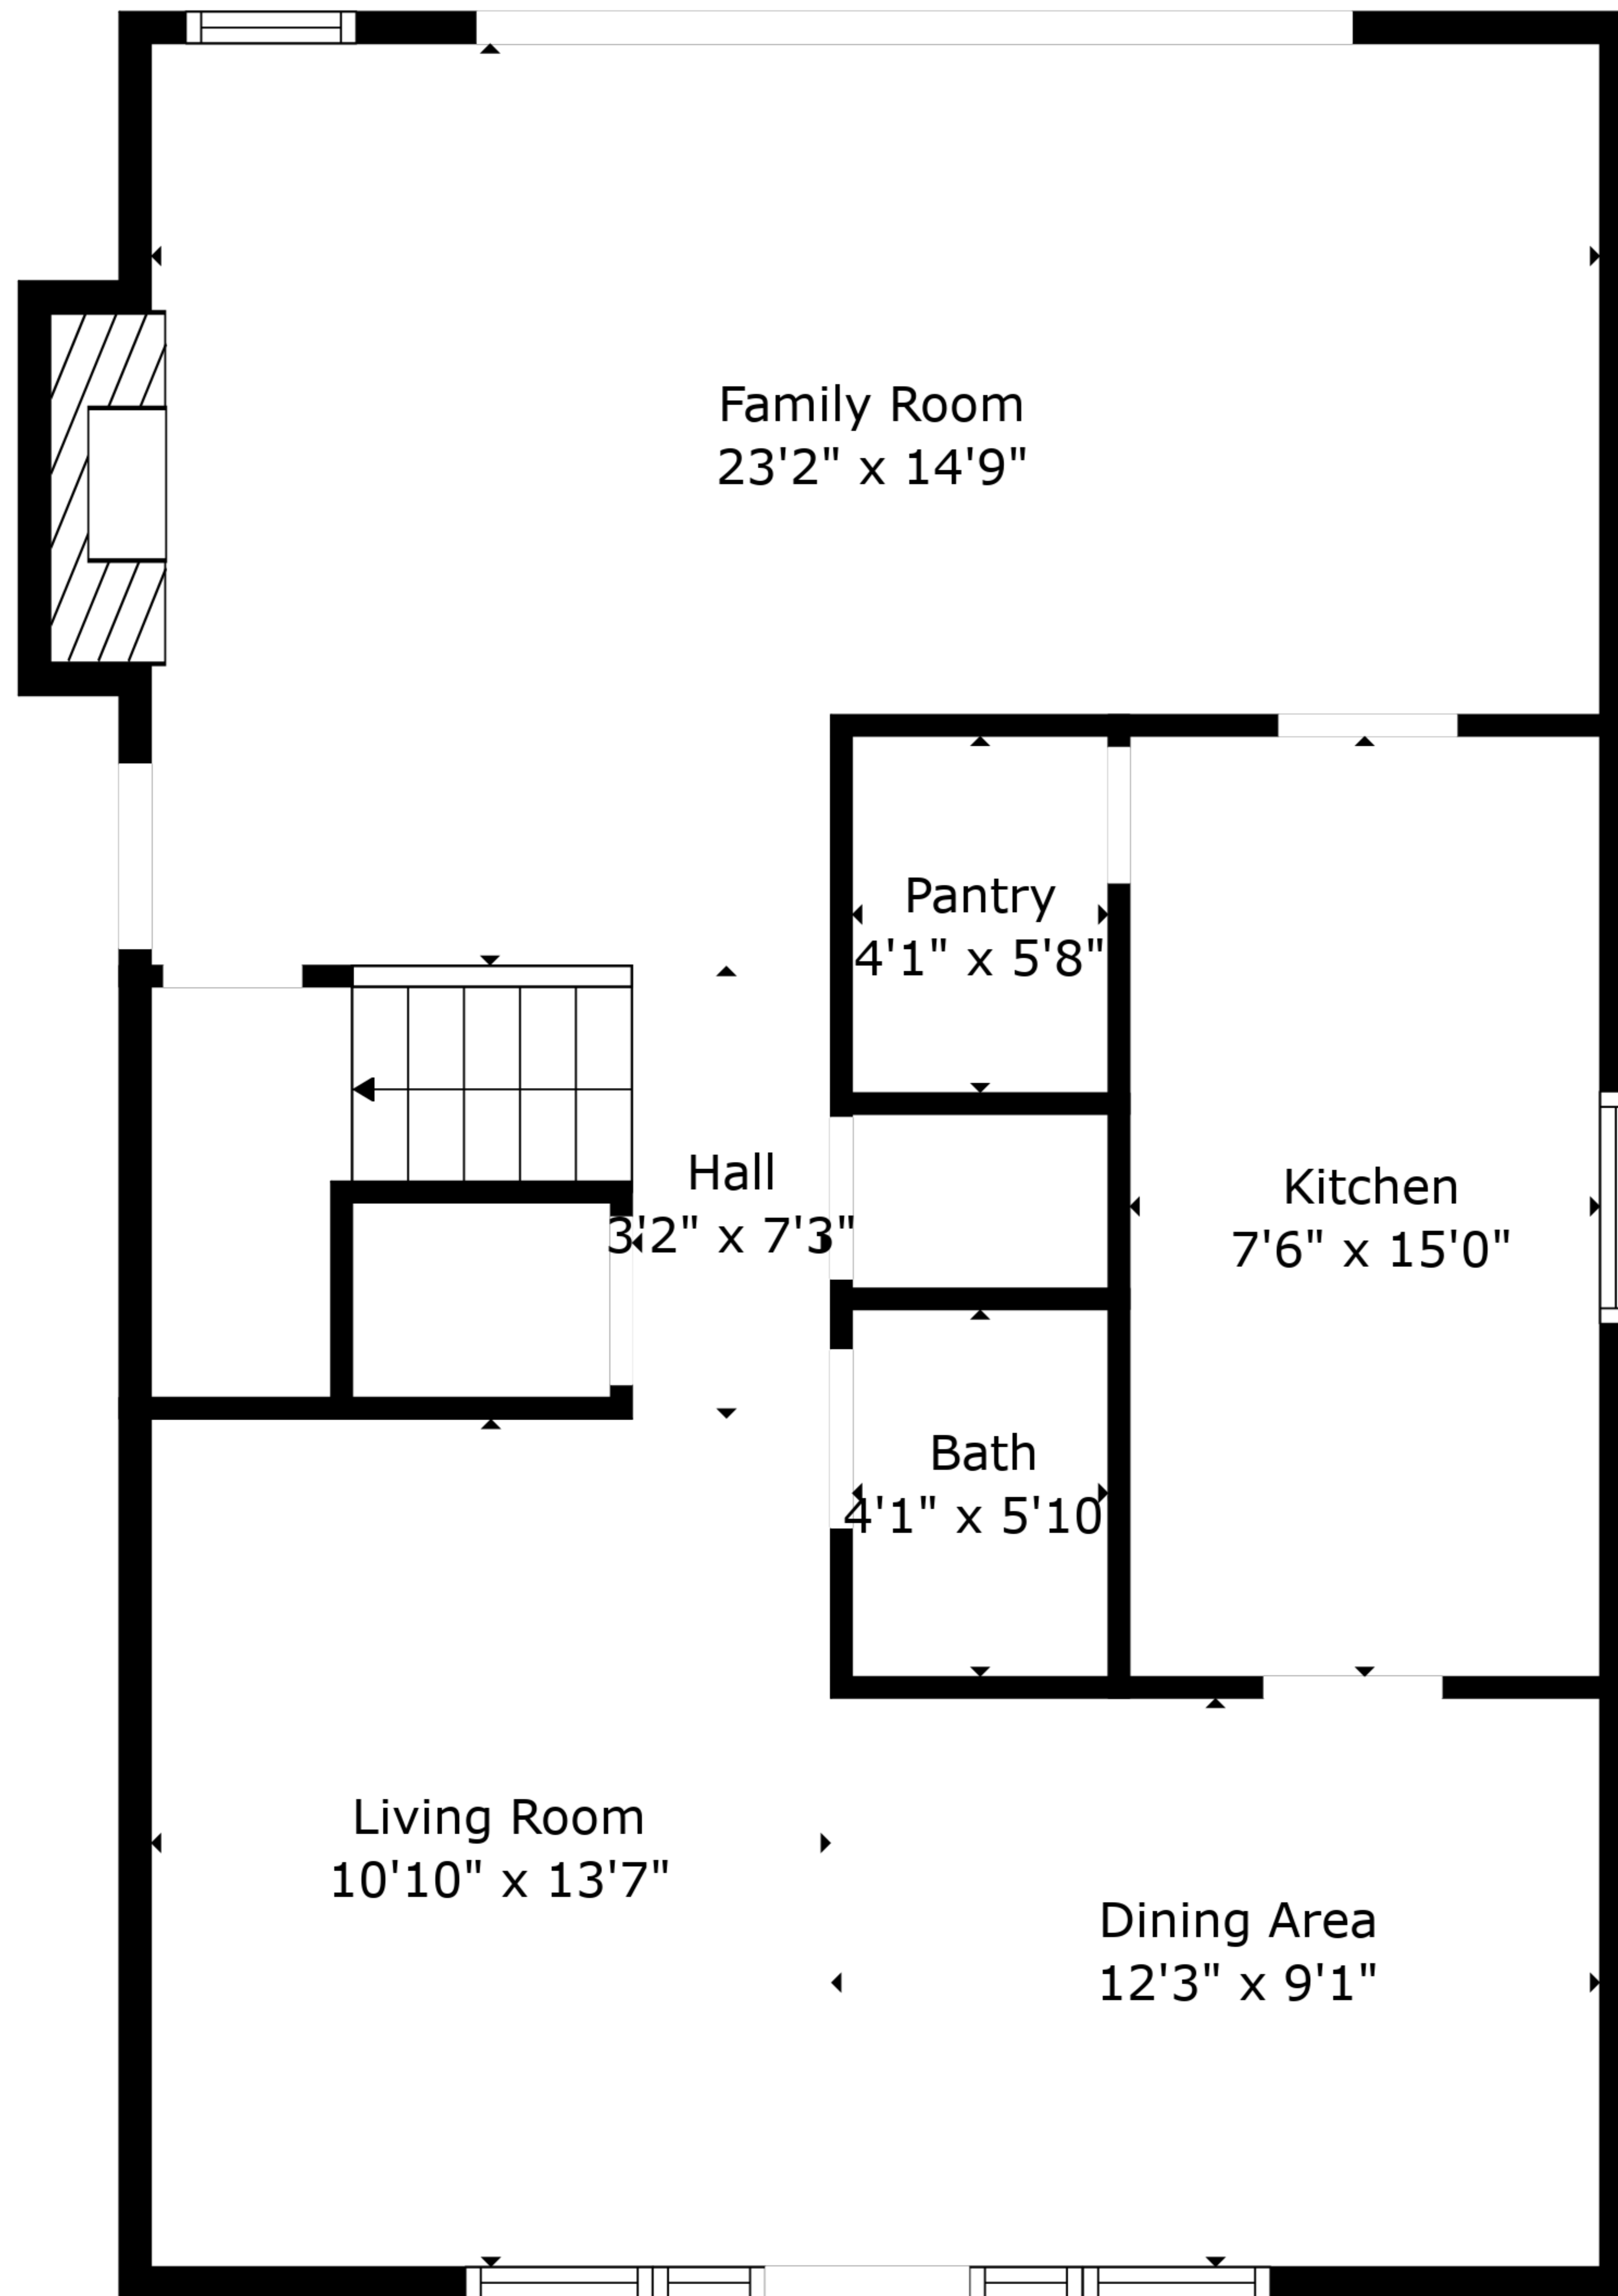 Family Room
23'2" x 14'9"
Pantry
4'1" x 5'8"
Hall
3'2" x 7'3"
Kitchen
7'6" x 15'0"
Bath
4'1" x 5'10
Living Room
10'10" x 13'7"
Dining Area
12'3" x 9'1"